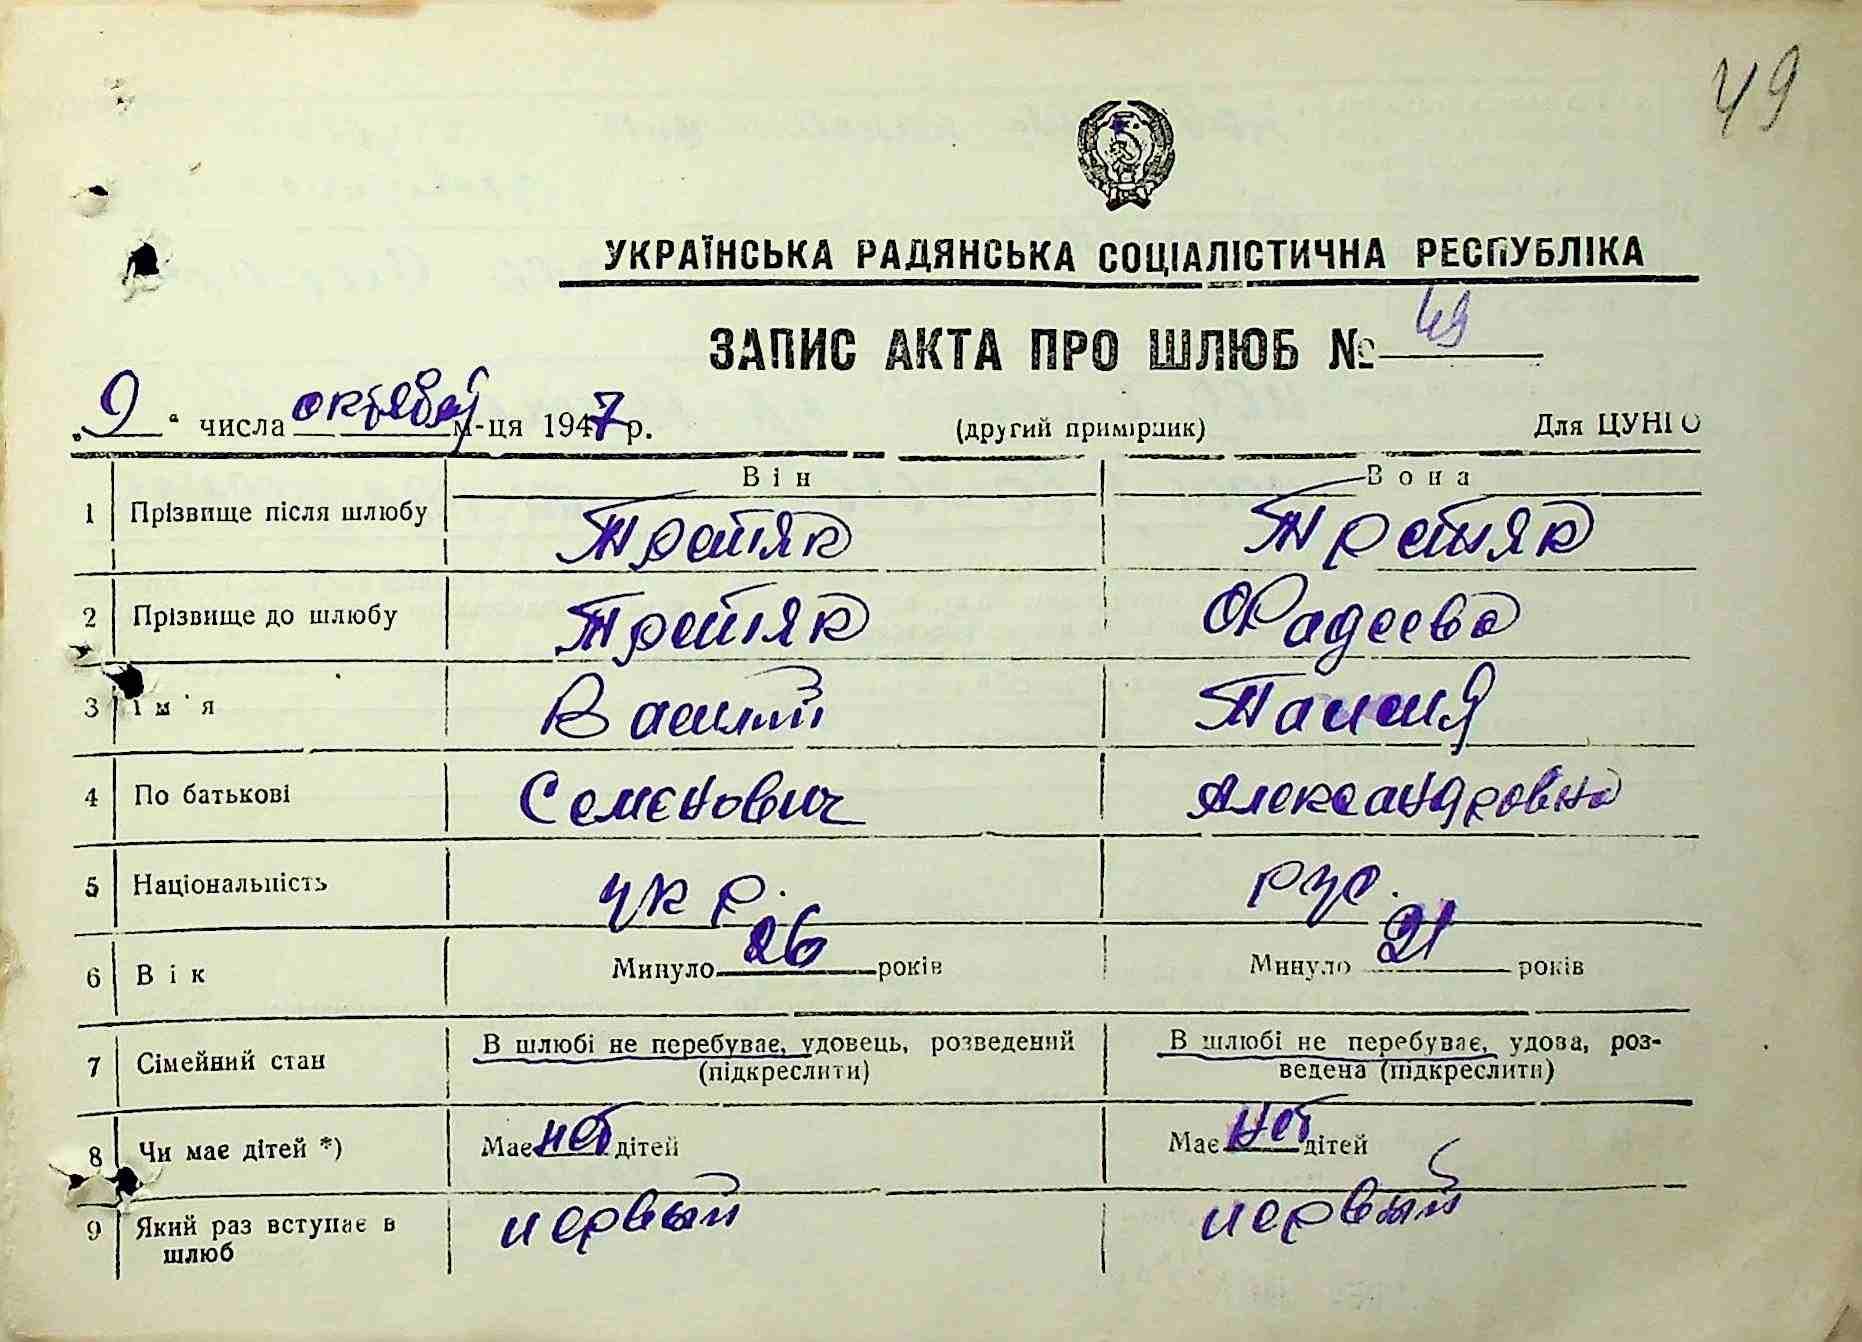 49
УКРАЇНСЬКА РАДЯНСЬКА СОЦІАЛІСТИЧНА РЕСПУБЛІКА
ЗАПИС АКТА ПРО ШЛЮБ № 49
„9“ числа октября м-ця 1947 р. (другий примірник) Для ЦУНГО
Він Вона
1 Прізвище після шлюбу Третяк Третяк
2 Прізвище до шлюбу Третяк Фадеева
3 Ім'я Василий Таисия
4 По батькові Семенович Александровна
5 Національність укр. рус.
6 Вік Минуло 26 років Минуло 21 років
7 Сімейний стан В шлюбі не перебуває, удовець, розведений В шлюбі не перебуває, удова, роз-
(підкреслити) ведена (підкреслити)
8 Чи має дітей *) Має нет дітей Має нет дітей
9 Який раз вступає в первый первый
шлюб